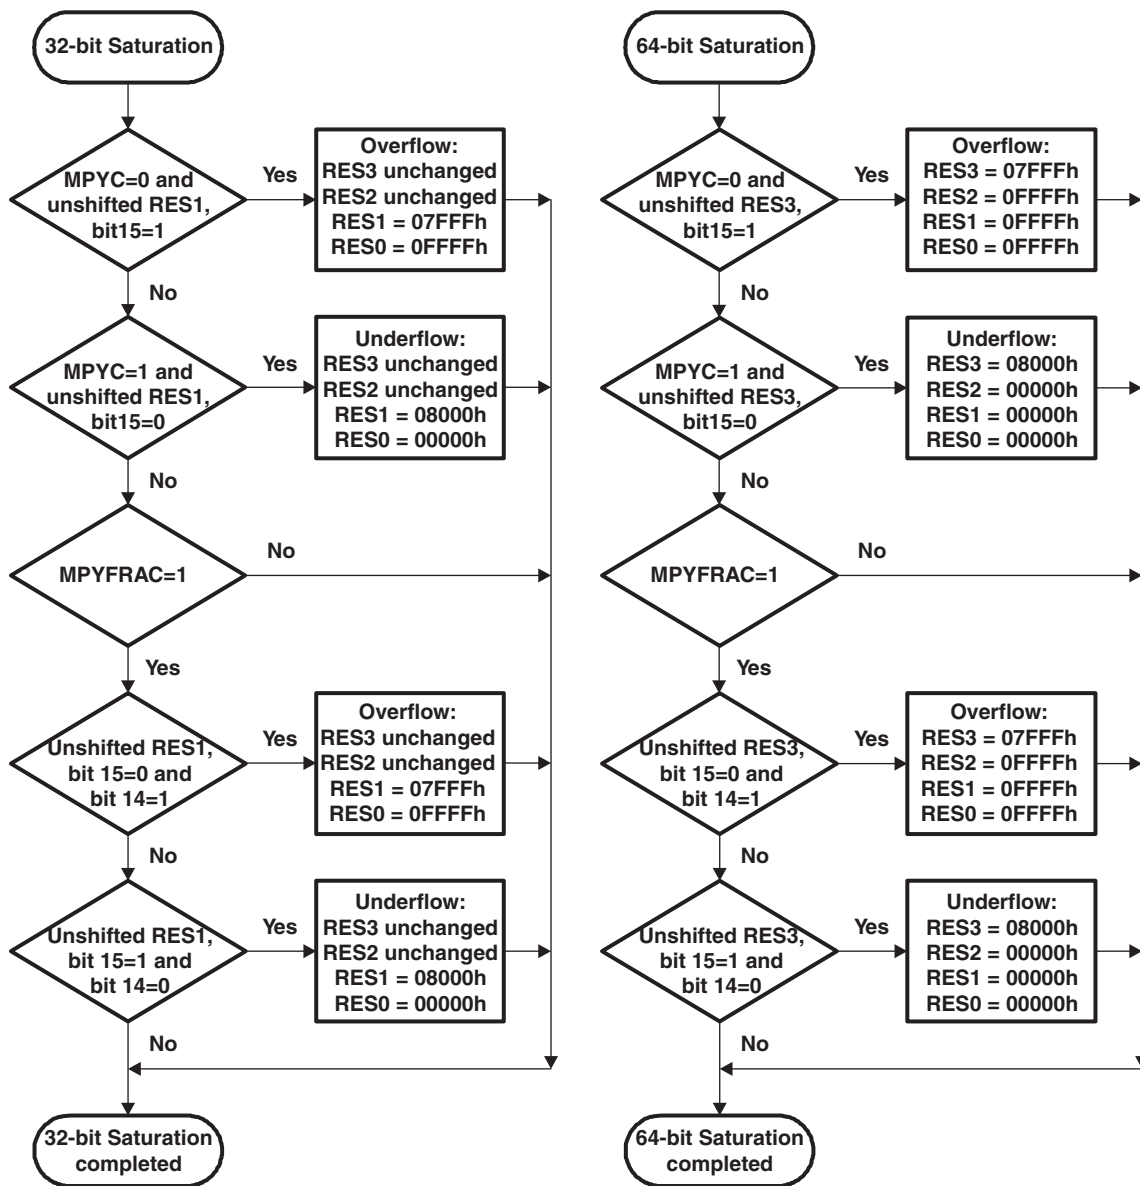 32-bit Saturation
MPYC=0 and
unshifted RES1,
bit15=1
Yes
Overflow:
RES3 unchanged
RES2 unchanged
RES1 = 07FFFh
RES0 = 0FFFFh
No
MPYC=1 and
unshifted RES1,
bit15=0
Yes
Underflow:
RES3 unchanged
RES2 unchanged
RES1 = 08000h
RES0 = 00000h
No
MPYFRAC=1
No
Yes
Unshifted RES1,
bit 15=0 and
bit 14=1
Yes
Overflow:
RES3 unchanged
RES2 unchanged
RES1 = 07FFFh
RES0 = 0FFFFh
No
Unshifted RES1,
bit 15=1 and
bit 14=0
Yes
Underflow:
RES3 unchanged
RES2 unchanged
RES1 = 08000h
RES0 = 00000h
No
32-bit Saturation
completed
64-bit Saturation
MPYC=0 and
unshifted RES3,
bit15=1
Yes
Overflow:
RES3 = 07FFFh
RES2 = 0FFFFh
RES1 = 0FFFFh
RES0 = 0FFFFh
No
MPYC=1 and
unshifted RES3,
bit15=0
Yes
Underflow:
RES3 = 08000h
RES2 = 00000h
RES1 = 00000h
RES0 = 00000h
No
MPYFRAC=1
No
Yes
Unshifted RES3,
bit 15=0 and
bit 14=1
Yes
Overflow:
RES3 = 07FFFh
RES2 = 0FFFFh
RES1 = 0FFFFh
RES0 = 0FFFFh
No
Unshifted RES3,
bit 15=1 and
bit 14=0
Yes
Underflow:
RES3 = 08000h
RES2 = 00000h
RES1 = 00000h
RES0 = 00000h
No
64-bit Saturation
completed